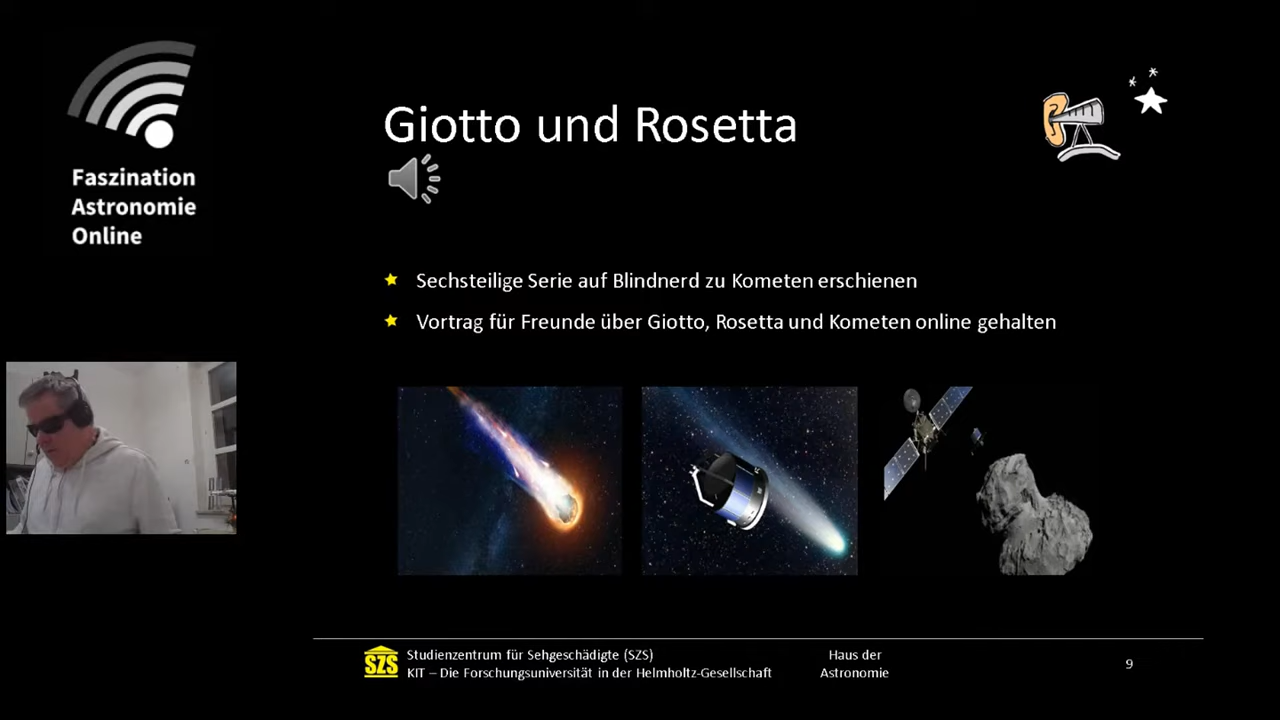 Faszination
Astronomie
Online
Giotto und Rosetta
Sechsteilige Serie auf Blindnerd zu Kometen erschienen
Vortrag für Freunde über Giotto, Rosetta und Kometen online gehalten
SZS
Studienzentrum für Sehgeschädigte (SZS)
KIT – Die Forschungsuniversität in der Helmholtz-Gesellschaft
Haus der
Astronomie
9